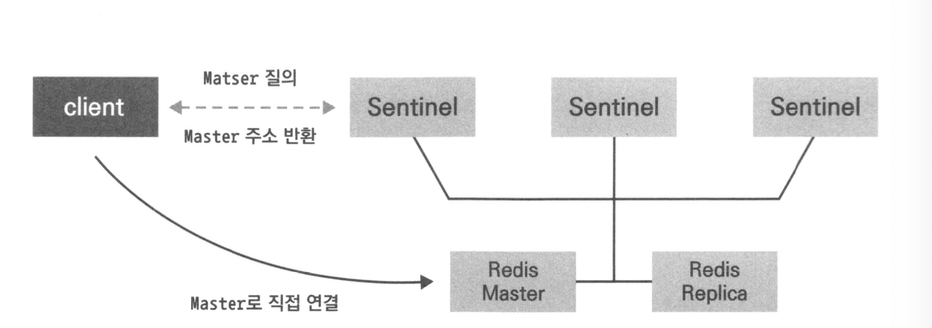 Matser 질의
client
Sentinel
Sentinel
Sentinel
Master 주소 반환
Redis
Master
Redis
Replica
Master로 직접 연결